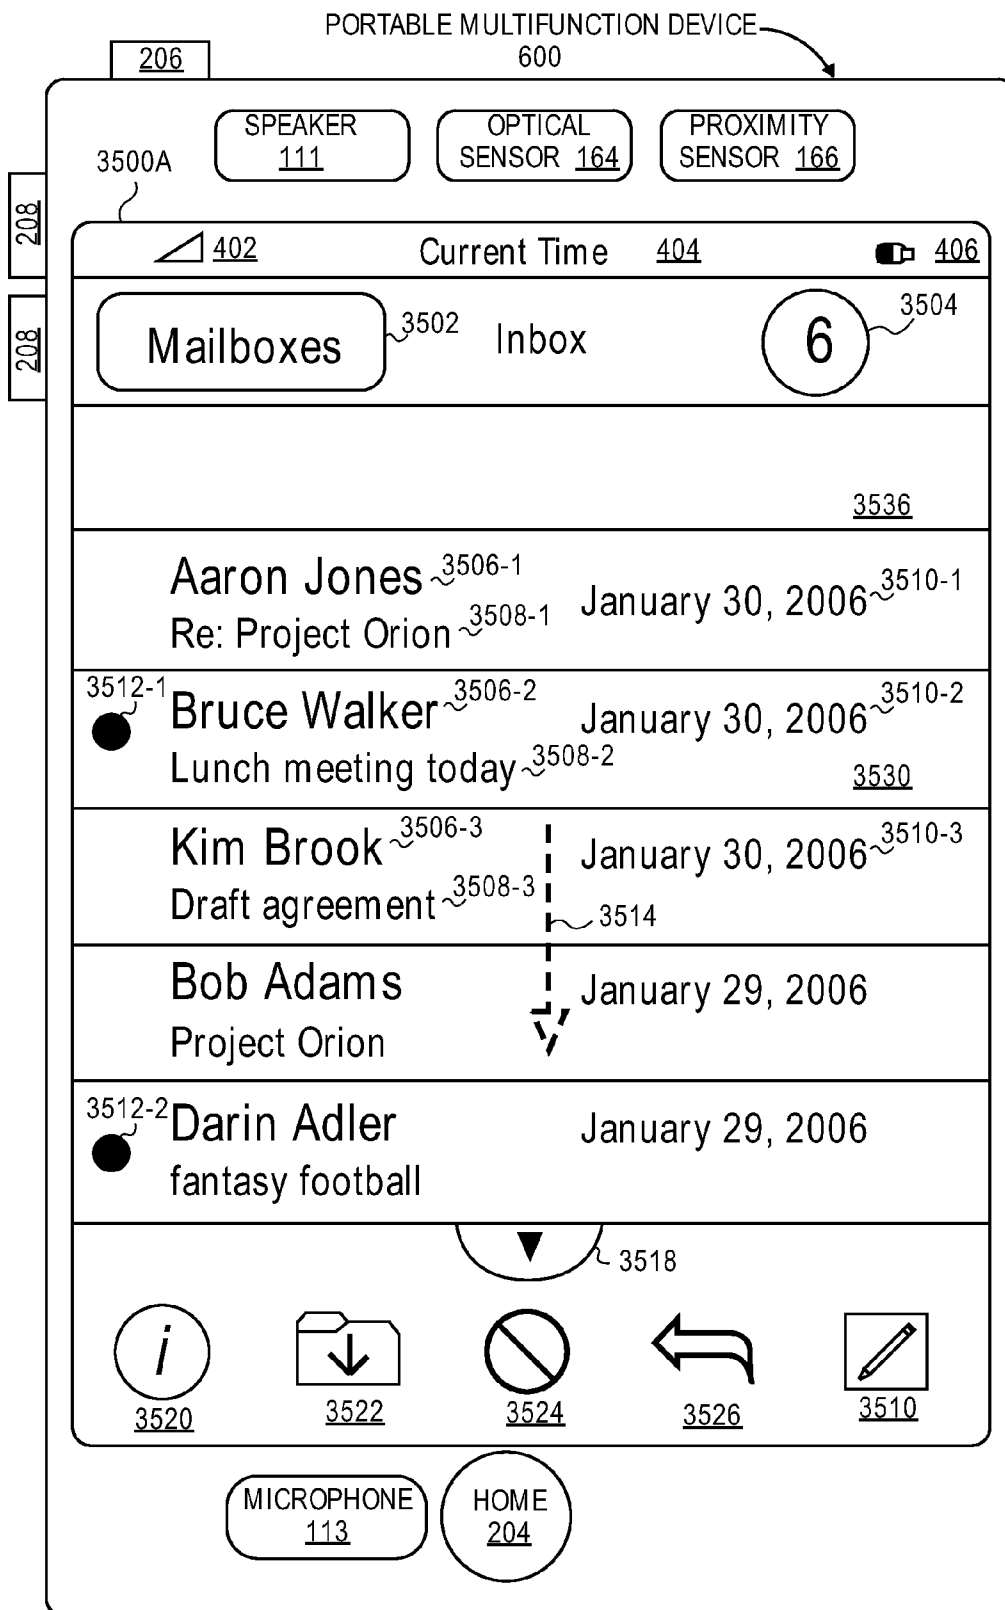 PORTABLE MULTIFUNCTION DEVICE
600
206
SPEAKER
111
OPTICAL
SENSOR 164
PROXIMITY
SENSOR 166
3500A
208
208
402
Current Time 404
406
Mailboxes
3502
Inbox
6
3504
3536
Aaron Jones 3506-1
Re: Project Orion 3508-1
January 30, 2006 3510-1
3512-1
Bruce Walker 3506-2
Lunch meeting today 3508-2
January 30, 2006 3510-2
3530
Kim Brook 3506-3
Draft agreement 3508-3
January 30, 2006 3510-3
3514
Bob Adams
Project Orion
January 29, 2006
3512-2
Darin Adler
fantasy football
January 29, 2006
3518
i
3520
3522
3524
3526
3510
MICROPHONE
113
HOME
204